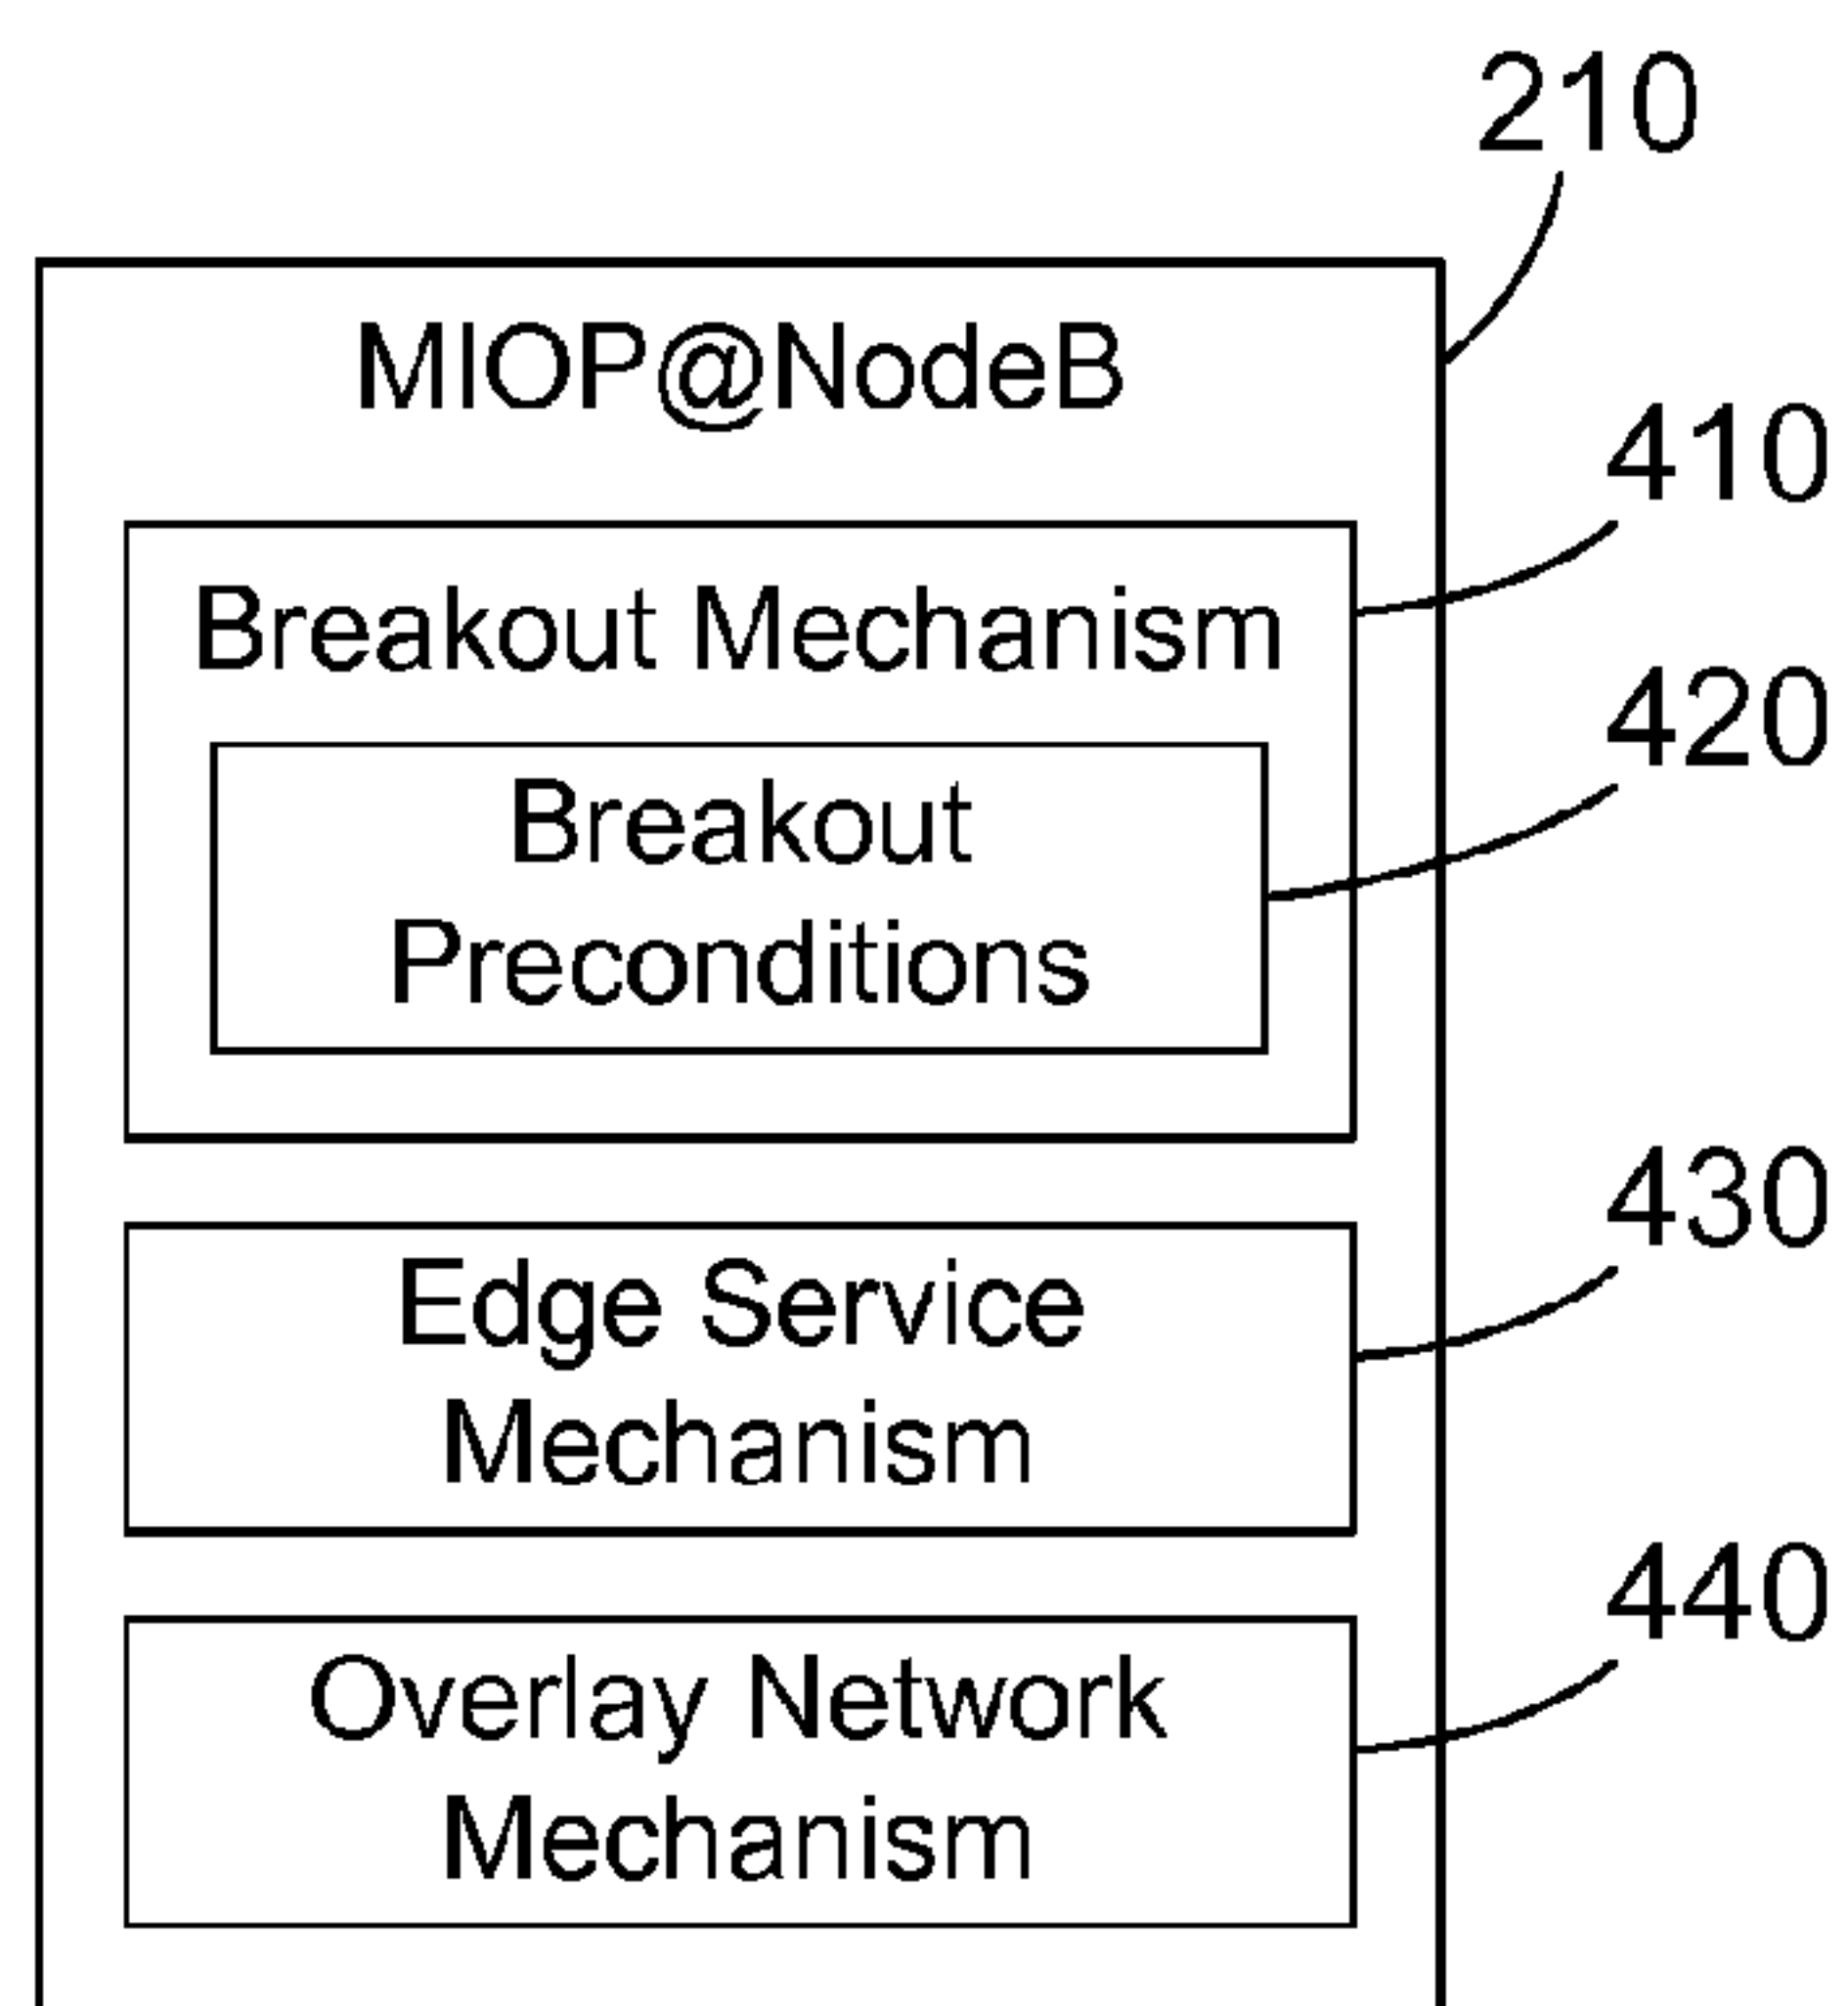 210
MIOP@NodeB
410
Breakout Mechanism
420
Breakout
Preconditions
430
Edge Service
Mechanism
440
Overlay Network
Mechanism